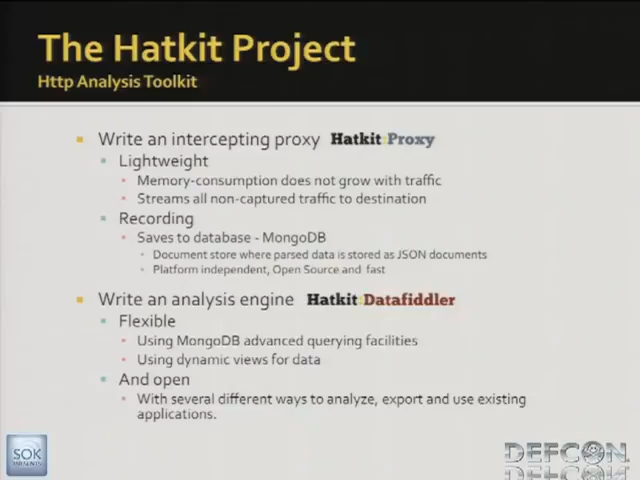 The Hatkit Project
Http Analysis Toolkit
Write an intercepting proxy Hatkit:Proxy
Lightweight
Memory-consumption does not grow with traffic
Streams all non-captured traffic to destination
Recording
Saves to database - MongoDB
Document store where parsed data is stored as JSON documents
Platform independent, Open Source and fast
Write an analysis engine Hatkit:Datafiddler
Flexible
Using MongoDB advanced querying facilities
Using dynamic views for data
And open
With several different ways to analyze, export and use existing
applications.
SOK
DEFCON